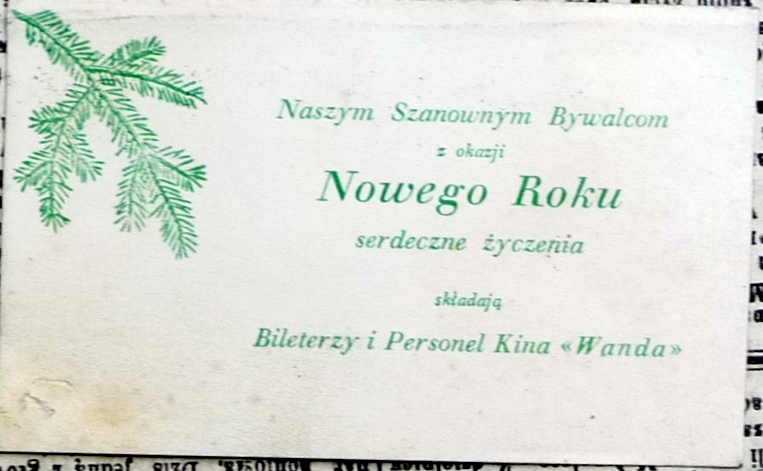 Naszym Szanownym Bywalcom
z okazji
Nowego Roku
serdeczne życzenia
składają
Bileterzy i Personel Kina «Wanda»